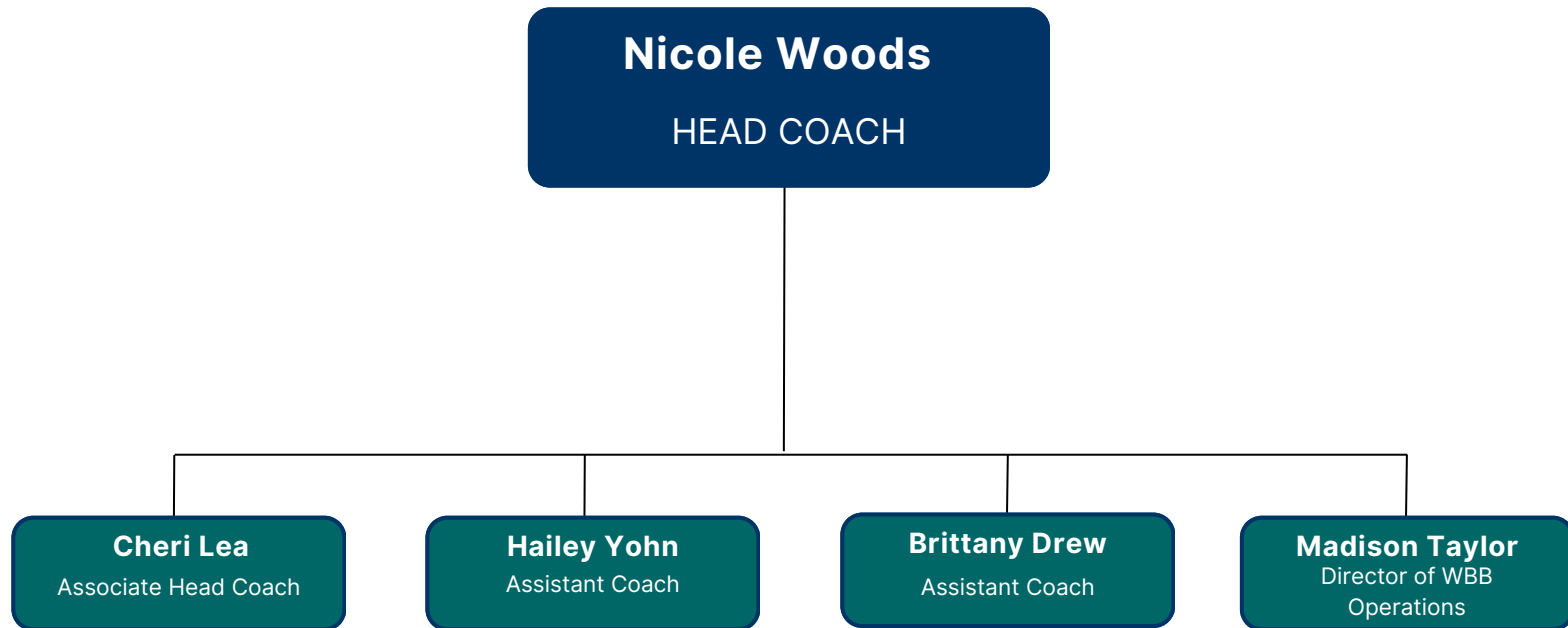 Nicole Woods
HEAD COACH
Cheri Lea
Associate Head Coach
Hailey Yohn
Assistant Coach
Brittany Drew
Assistant Coach
Madison Taylor
Director of WBB
Operations